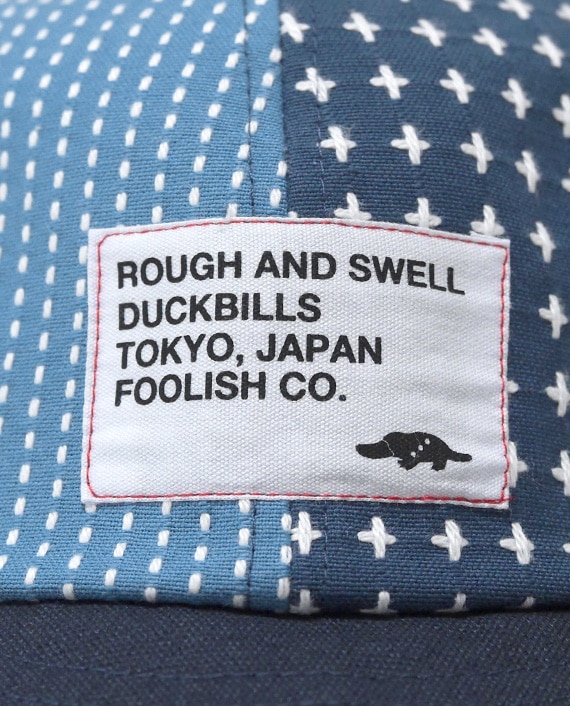 ROUGH AND SWELL
DUCKBILLS
TOKYO, JAPAN
FOOLISH CO.